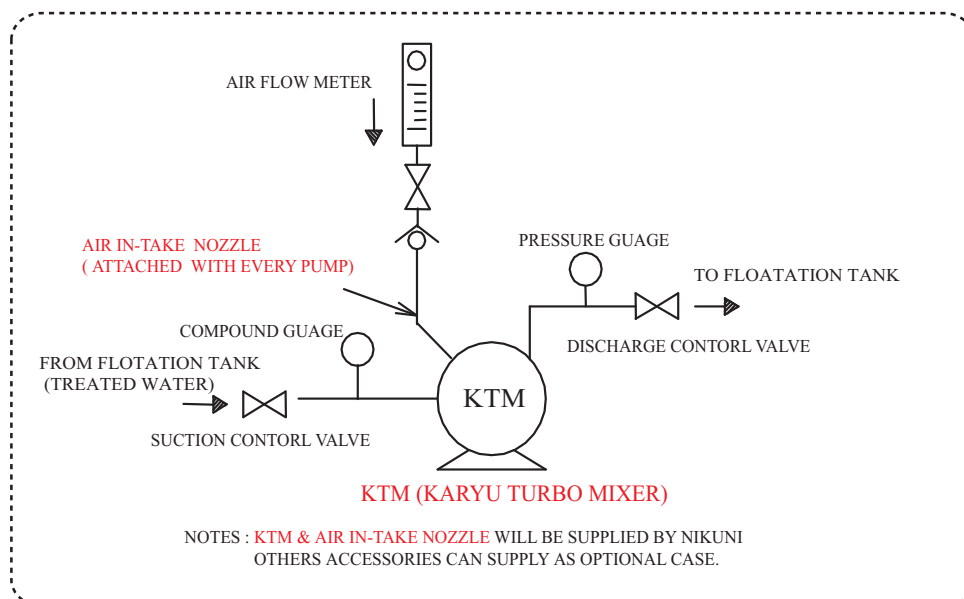 AIR FLOW METER
AIR IN-TAKE NOZZLE
( ATTACHED WITH EVERY PUMP)
PRESSURE GUAGE
TO FLOATATION TANK
COMPOUND GUAGE
DISCHARGE CONTORL VALVE
FROM FLOTATION TANK
(TREATED WATER)
KTM
SUCTION CONTORL VALVE
KTM (KARYU TURBO MIXER)
NOTES : KTM & AIR IN-TAKE NOZZLE WILL BE SUPPLIED BY NIKUNI
OTHERS ACCESSORIES CAN SUPPLY AS OPTIONAL CASE.